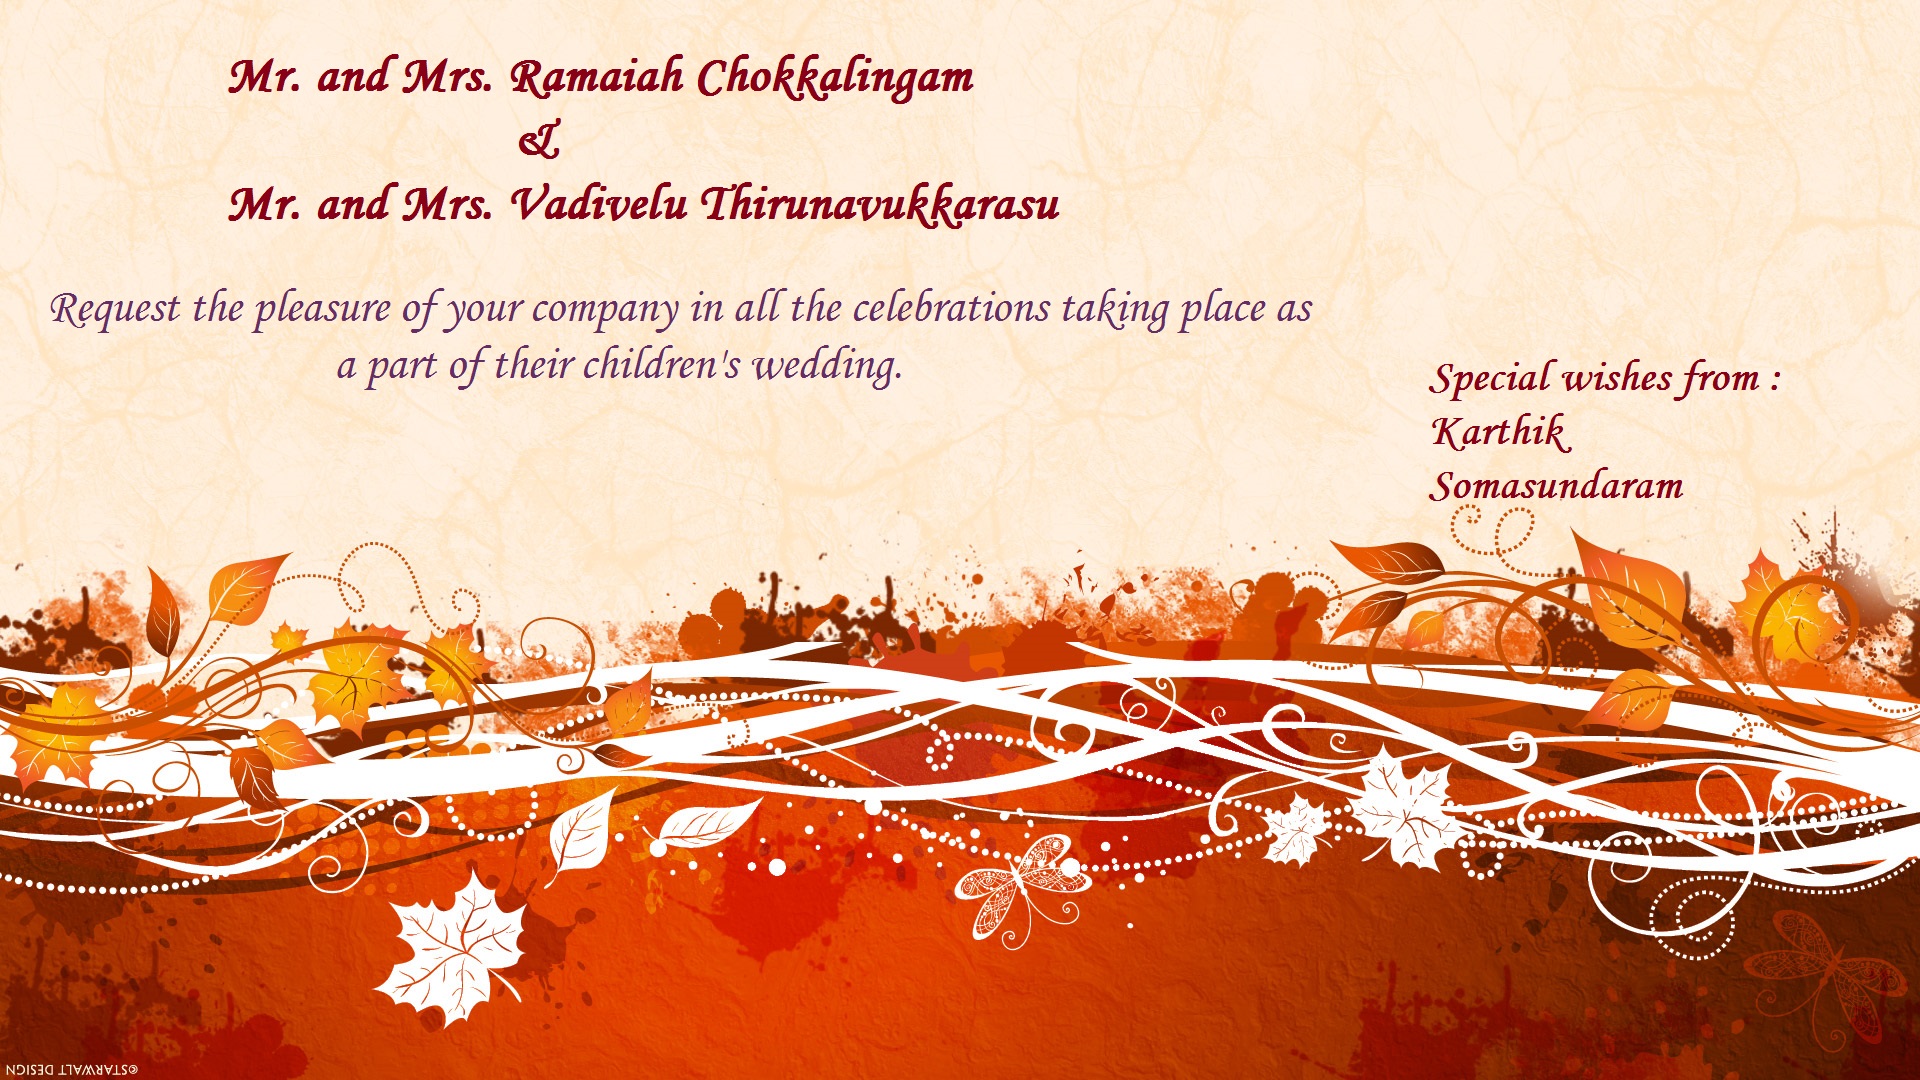 Mr. and Mrs. Ramaiah Chokkalingam
&
Mr. and Mrs. Vadivelu Thirunavukkarasu
Request the pleasure of your company in all the celebrations taking place as
a part of their children's wedding.
Special wishes from :
Karthik
Somasundaram
©STARWALT DESIGN